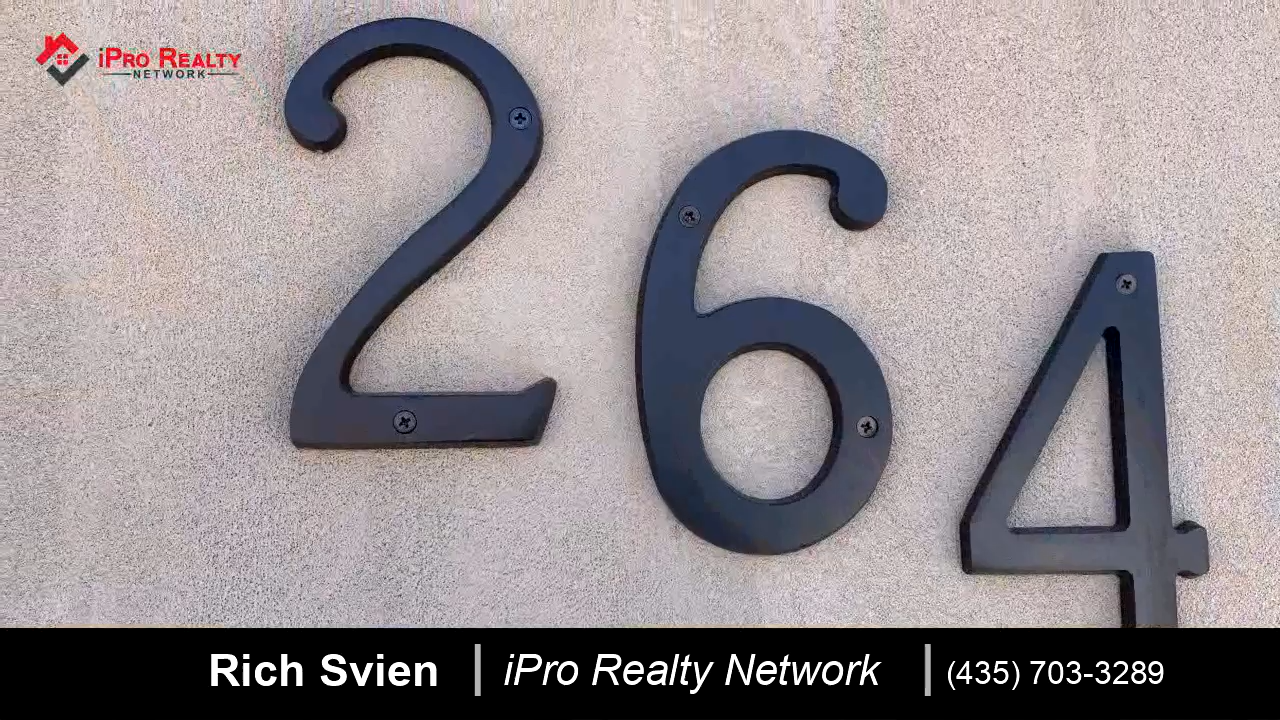 iPro Realty
NETWORK
264
Rich Svien | iPro Realty Network | (435) 703-3289